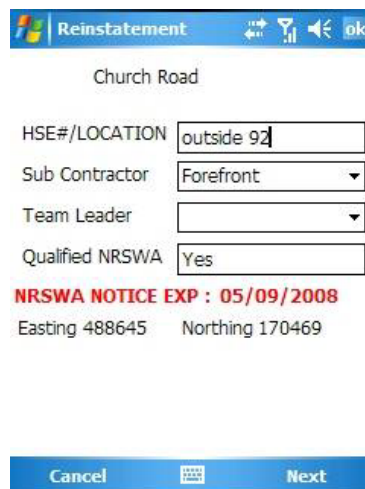 Reinstatement
ok
Church Road
HSE#/LOCATION outside 92
Sub Contractor Forefront
Team Leader
Qualified NRSWA Yes
NRSWA NOTICE EXP : 05/09/2008
Easting 488645 Northing 170469
Cancel Next